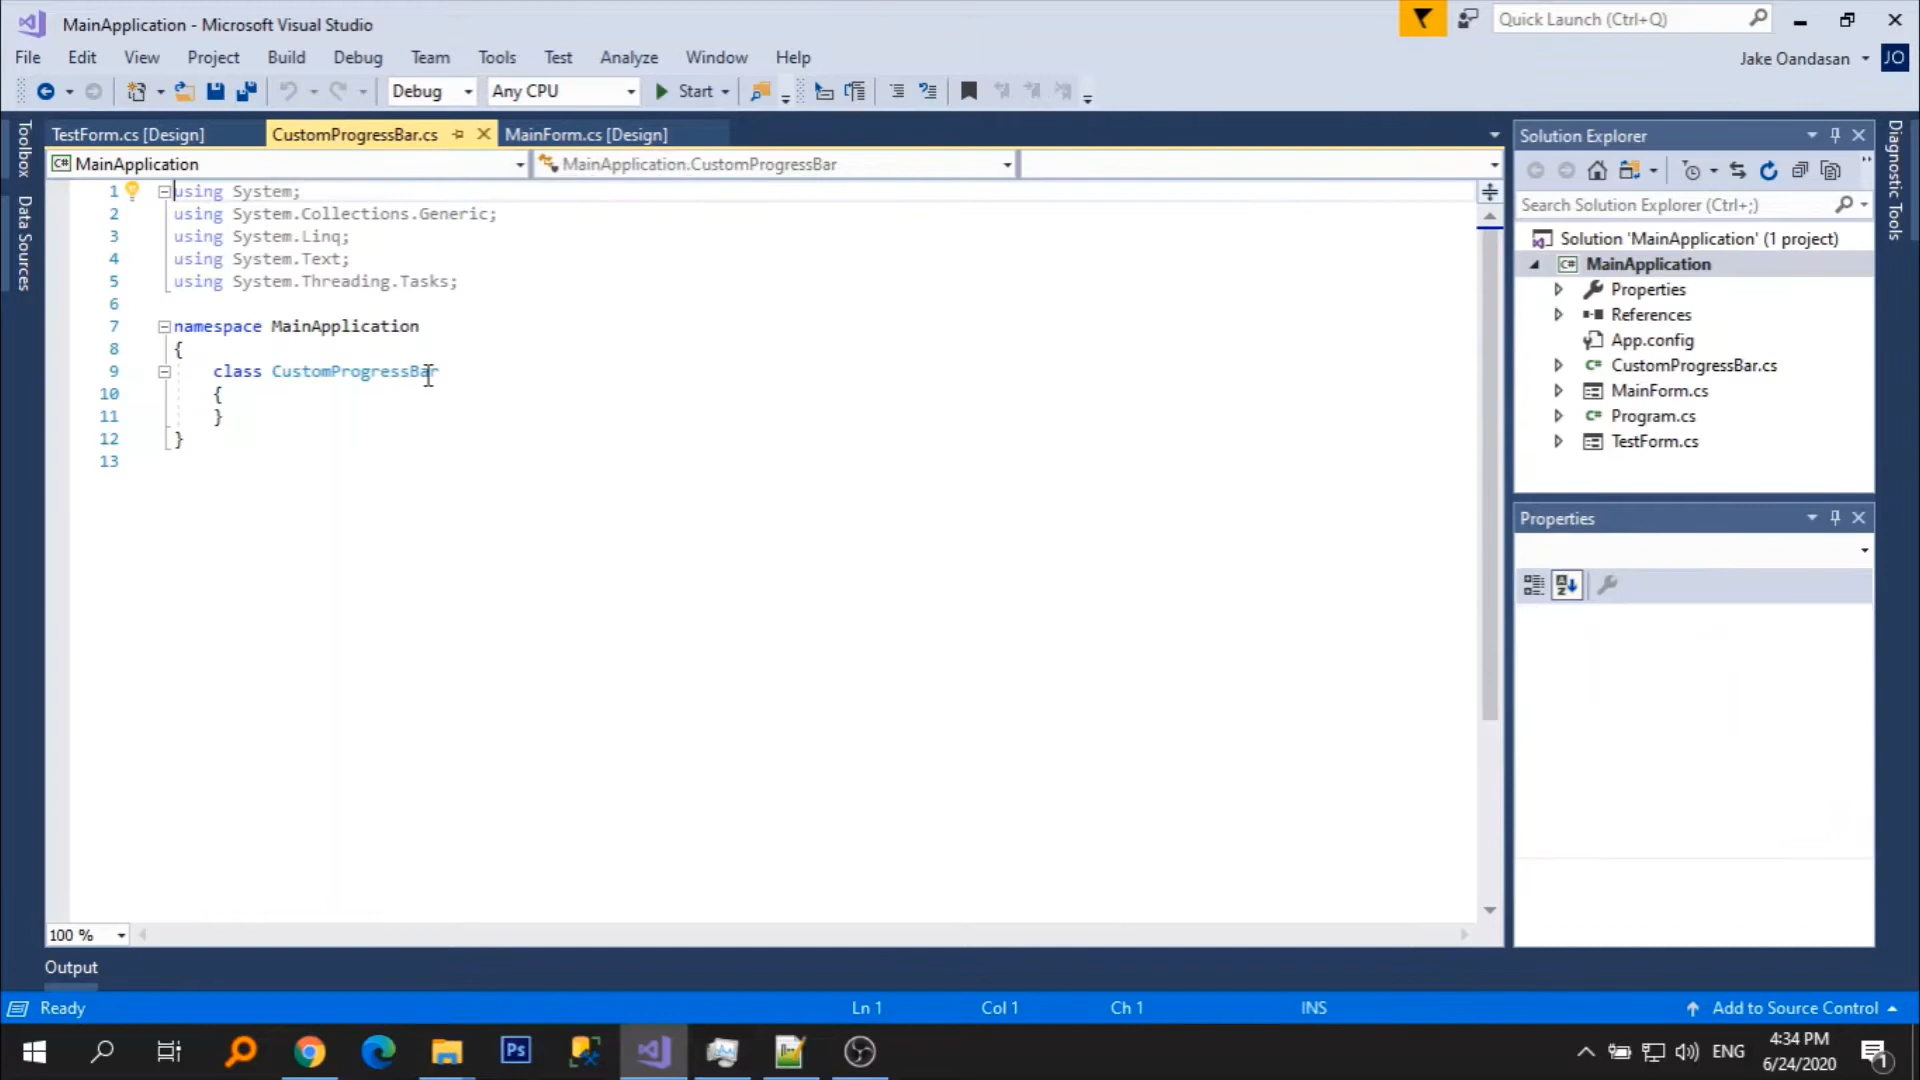 MainApplication - Microsoft Visual Studio
Quick Launch (Ctrl+Q)
File Edit View Project Build Debug Team Tools Test Analyze Window Help
Jake Oandasan JO
Debug Any CPU Start
Toolbox
Data Sources
TestForm.cs [Design] CustomProgressBar.cs MainForm.cs [Design]
C# MainApplication MainApplication.CustomProgressBar
1 using System;
2 using System.Collections.Generic;
3 using System.Linq;
4 using System.Text;
5 using System.Threading.Tasks;
6
7 namespace MainApplication
8 {
9 class CustomProgressBar
10 {
11 }
12 }
13
100 %
Output
Solution Explorer
Search Solution Explorer (Ctrl+;)
Solution 'MainApplication' (1 project)
C# MainApplication
Properties
References
App.config
C# CustomProgressBar.cs
MainForm.cs
C# Program.cs
TestForm.cs
Diagnostic Tools
Properties
Ready Ln 1 Col 1 Ch 1 INS Add to Source Control
Ps
ENG
4:34 PM
6/24/2020
1